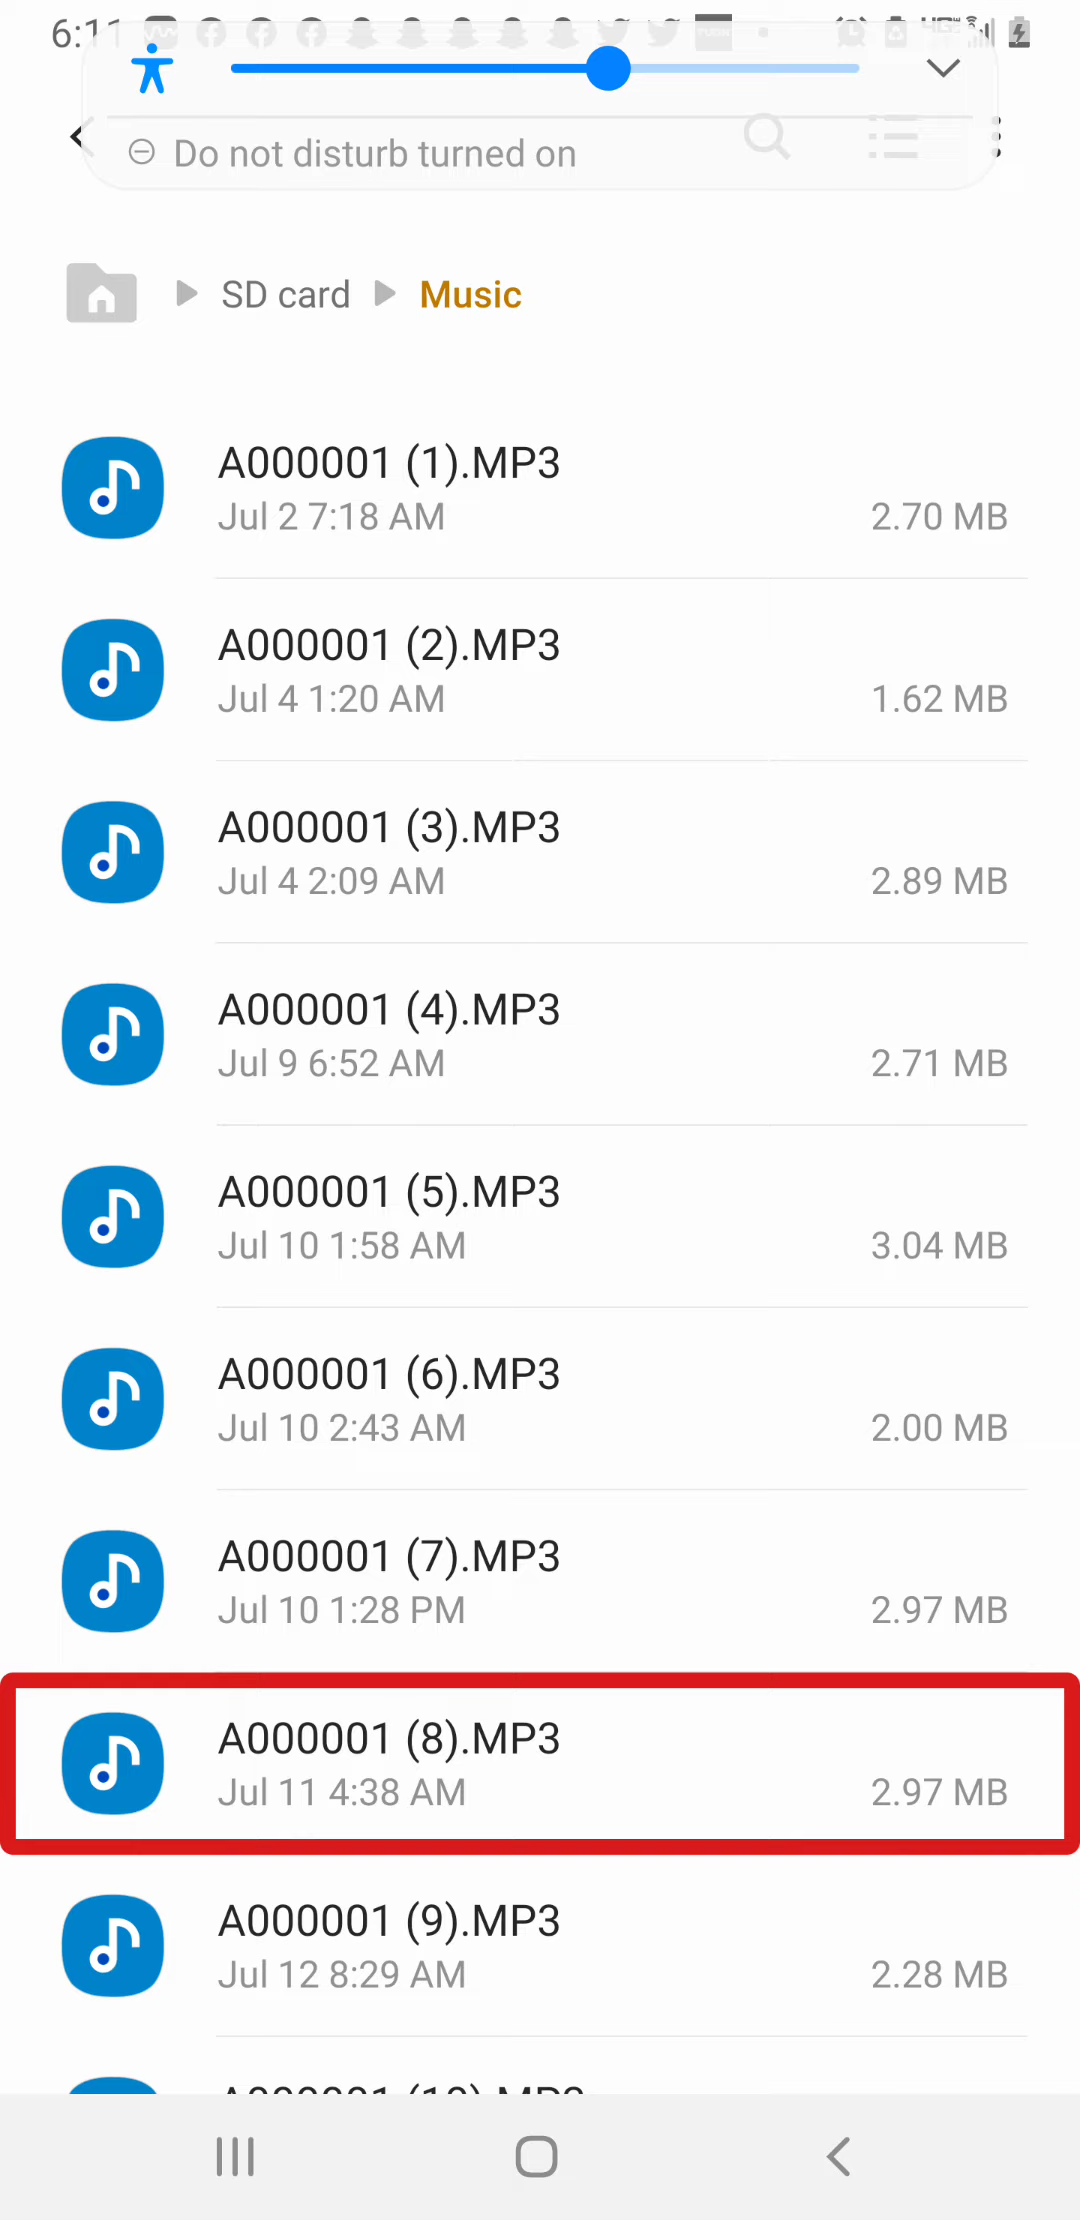 6:11
Do not disturb turned on
SD card Music
A000001 (1).MP3
Jul 2 7:18 AM 2.70 MB
A000001 (2).MP3
Jul 4 1:20 AM 1.62 MB
A000001 (3).MP3
Jul 4 2:09 AM 2.89 MB
A000001 (4).MP3
Jul 9 6:52 AM 2.71 MB
A000001 (5).MP3
Jul 10 1:58 AM 3.04 MB
A000001 (6).MP3
Jul 10 2:43 AM 2.00 MB
A000001 (7).MP3
Jul 10 1:28 PM 2.97 MB
A000001 (8).MP3
Jul 11 4:38 AM 2.97 MB
A000001 (9).MP3
Jul 12 8:29 AM 2.28 MB
A000001 (10).MP3